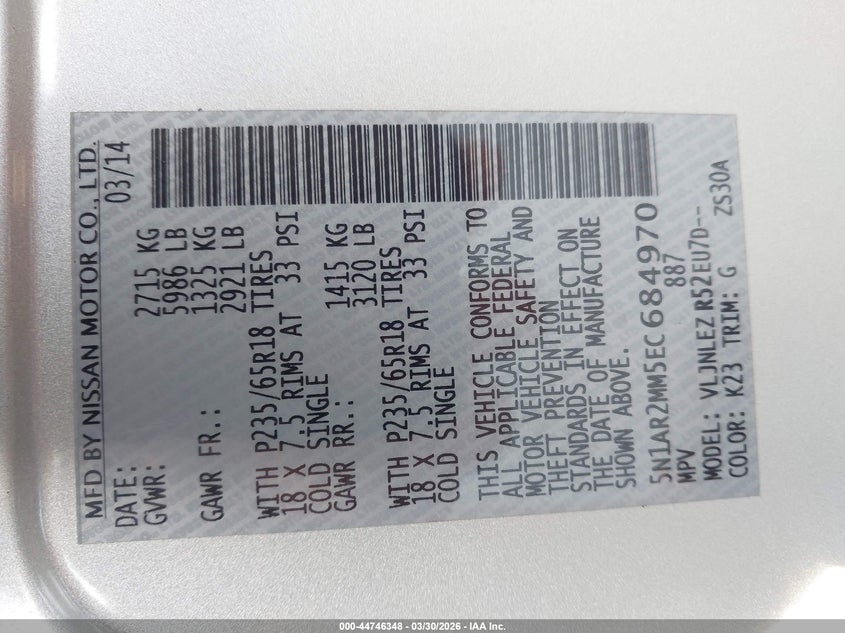 MFD BY NISSAN MOTOR CO., LTD.
DATE: 03/14
GVWR: 2715 KG
5986 LB
GAWR FR.: 1325 KG
2921 LB
WITH P235/65R18 TIRES
18 X 7.5 RIMS AT 33 PSI
COLD SINGLE
GAWR RR.: 1415 KG
3120 LB
WITH P235/65R18 TIRES
18 X 7.5 RIMS AT 33 PSI
COLD SINGLE
THIS VEHICLE CONFORMS TO
ALL APPLICABLE FEDERAL
MOTOR VEHICLE SAFETY AND
THEFT PREVENTION
STANDARDS IN EFFECT ON
THE DATE OF MANUFACTURE
SHOWN ABOVE.
5N1AR2MM5EC684970
MPV 887
MODEL: VLJNLEZ R52EU7D--
COLOR: K23 TRIM: G ZS30A
000-44746348 - 03/30/2026 - IAA Inc.